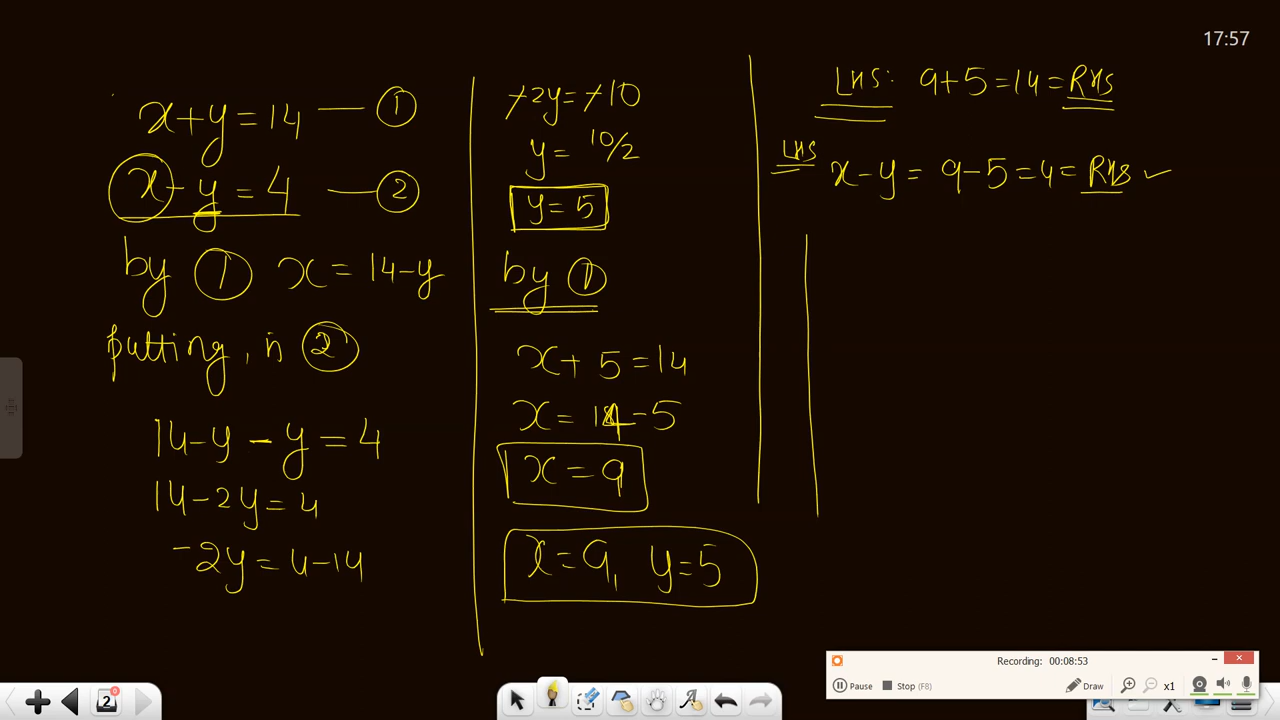 17:57
x+y=14 — ①
x-y=4 — ②
by ① x=14-y
putting, in ②
14-y-y=4
14-2y=4
-2y=4-14
-2y=-10
y= 10/2
y=5
by ①
x+5=14
x=14-5
x=9
x=9, y=5
LHS: 9+5=14=RHS
LHS x-y=9-5=4=RHS ✓
Recording: 00:08:53
Pause Stop (F8) Draw x1
2 0